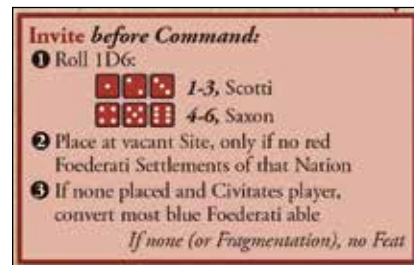 Invite before Command:
❶ Roll 1D6:
1-3, Scotti
4-6, Saxon
❷ Place at vacant Site, only if no red
Foederati Settlements of that Nation
❸ If none placed and Civitates player,
convert most blue Foederati able
If none (or Fragmentation), no Feat